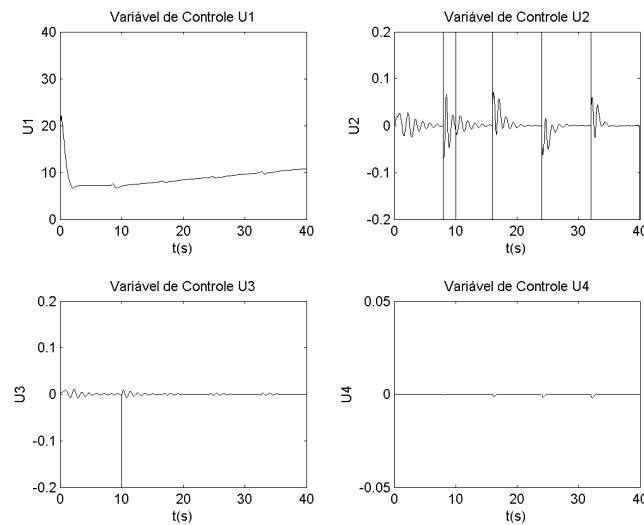 Variável de Controle U1
40
30
20
10
0
U1
0 10 20 30 40
t(s)
Variável de Controle U2
0.2
0.1
0
-0.1
-0.2
U2
0 10 20 30 40
t(s)
Variável de Controle U3
0.2
0.1
0
-0.1
-0.2
U3
0 10 20 30 40
t(s)
Variável de Controle U4
0.05
0
-0.05
U4
0 10 20 30 40
t(s)